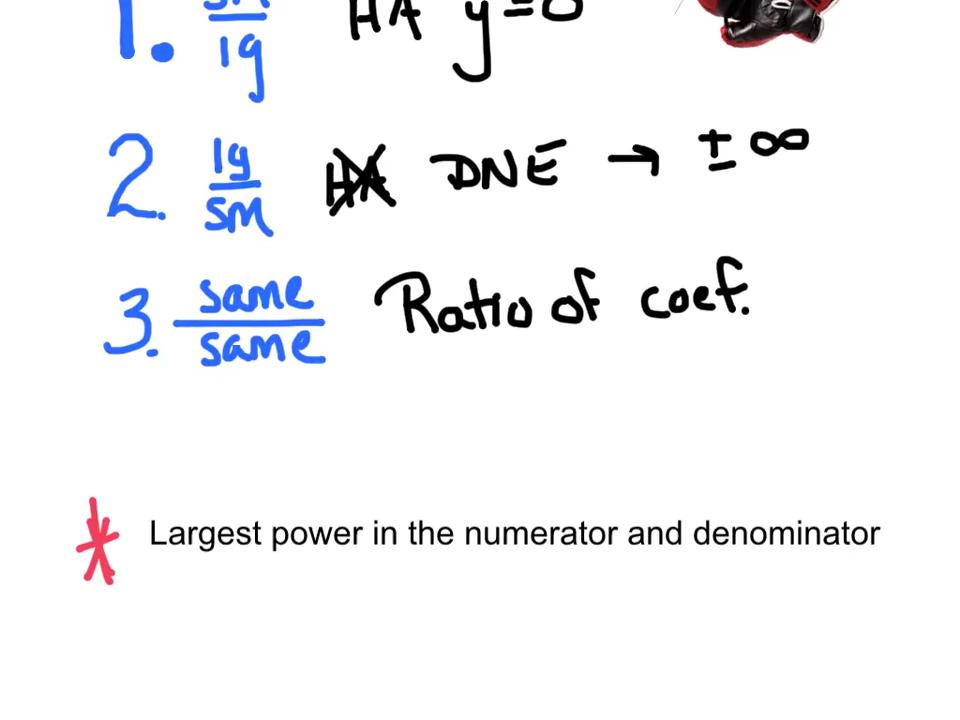 1. SM/lg HA y=0
2. lg/SM HA DNE → ± ∞
3. same/same Ratio of coef.
* Largest power in the numerator and denominator